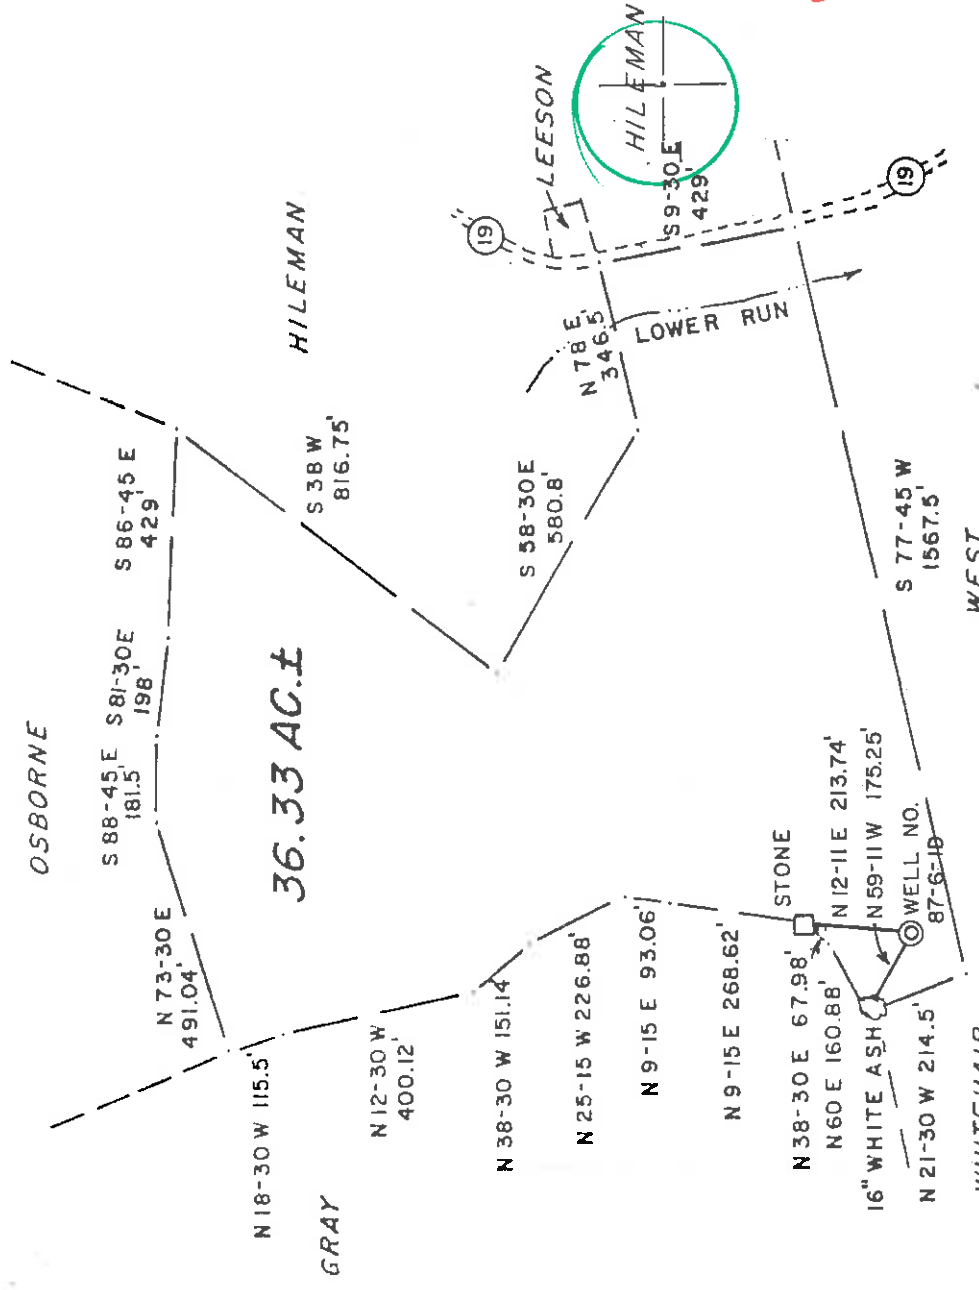 OSBORNE
S 88-45 E
181.5'
S 81-30 E
198'
S 86-45 E
429'
N 73-30 E
491.04'
36.33 AC.±
S 38 W
816.75'
HILEMAN
LEESON
HILEMAN
19
S 9-30 E
429'
19
N 78 E
346.5'
LOWER RUN
S 58-30 E
580.8'
N 18-30 W 115.5'
GRAY
N 12-30 W
400.12'
N 38-30 W 151.14'
N 25-15 W 226.88'
N 9-15 E 93.06'
N 9-15 E 268.62'
STONE
N 38-30 E 67.98'
N 60 E 160.88'
N 12-11 E 213.74'
N 59-11 W 175.25'
16" WHITE ASH
WELL NO.
87-6-1D
N 21-30 W 214.5'
S 77-45 W
1567.5'
WEST